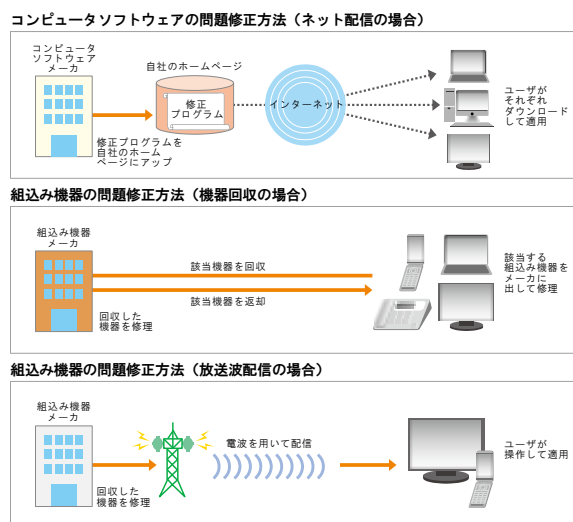 コンピュータソフトウェアの問題修正方法（ネット配信の場合）
コンピュータ
ソフトウェア
メーカ
自社のホームページ
修正
プログラム
インターネット
ユーザが
それぞれ
ダウンロード
して適用
修正プログラムを
自社のホーム
ページにアップ
組込み機器の問題修正方法（機器回収の場合）
組込み機器
メーカ
該当機器を回収
該当機器を返却
回収した
機器を修理
該当する
組込み機器を
メーカに
出して修理
組込み機器の問題修正方法（放送波配信の場合）
組込み機器
メーカ
電波を用いて配信
回収した
機器を修理
ユーザが
操作して適用